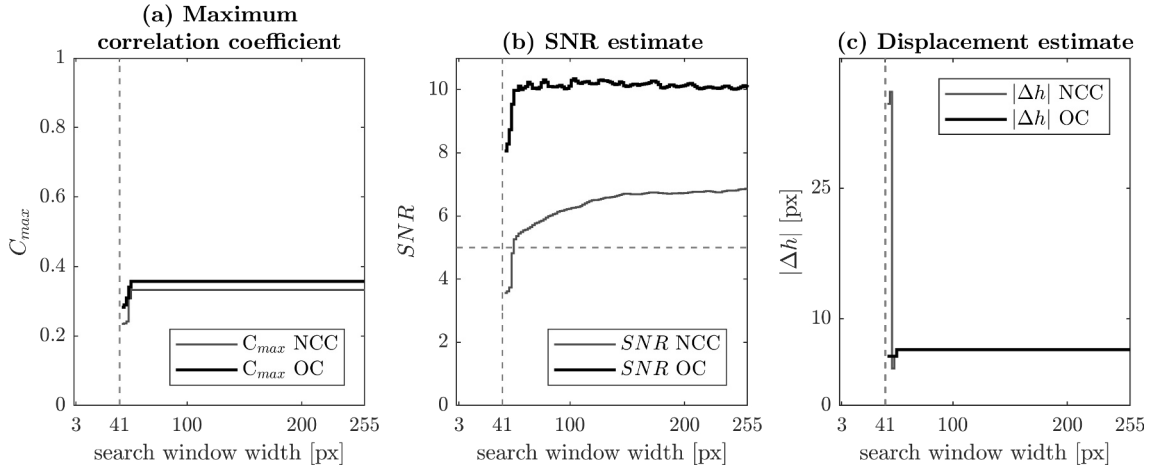 (a) Maximum
correlation coefficient
1
0.8
0.6
0.4
0.2
0
C_max
C_max NCC
C_max OC
3 41 100 200 255
search window width [px]
(b) SNR estimate
10
8
6
4
2
0
SNR
SNR NCC
SNR OC
3 41 100 200 255
search window width [px]
(c) Displacement estimate
|Δh| NCC
|Δh| OC
25
10
0
|Δh| [px]
3 41 100 200 255
search window width [px]